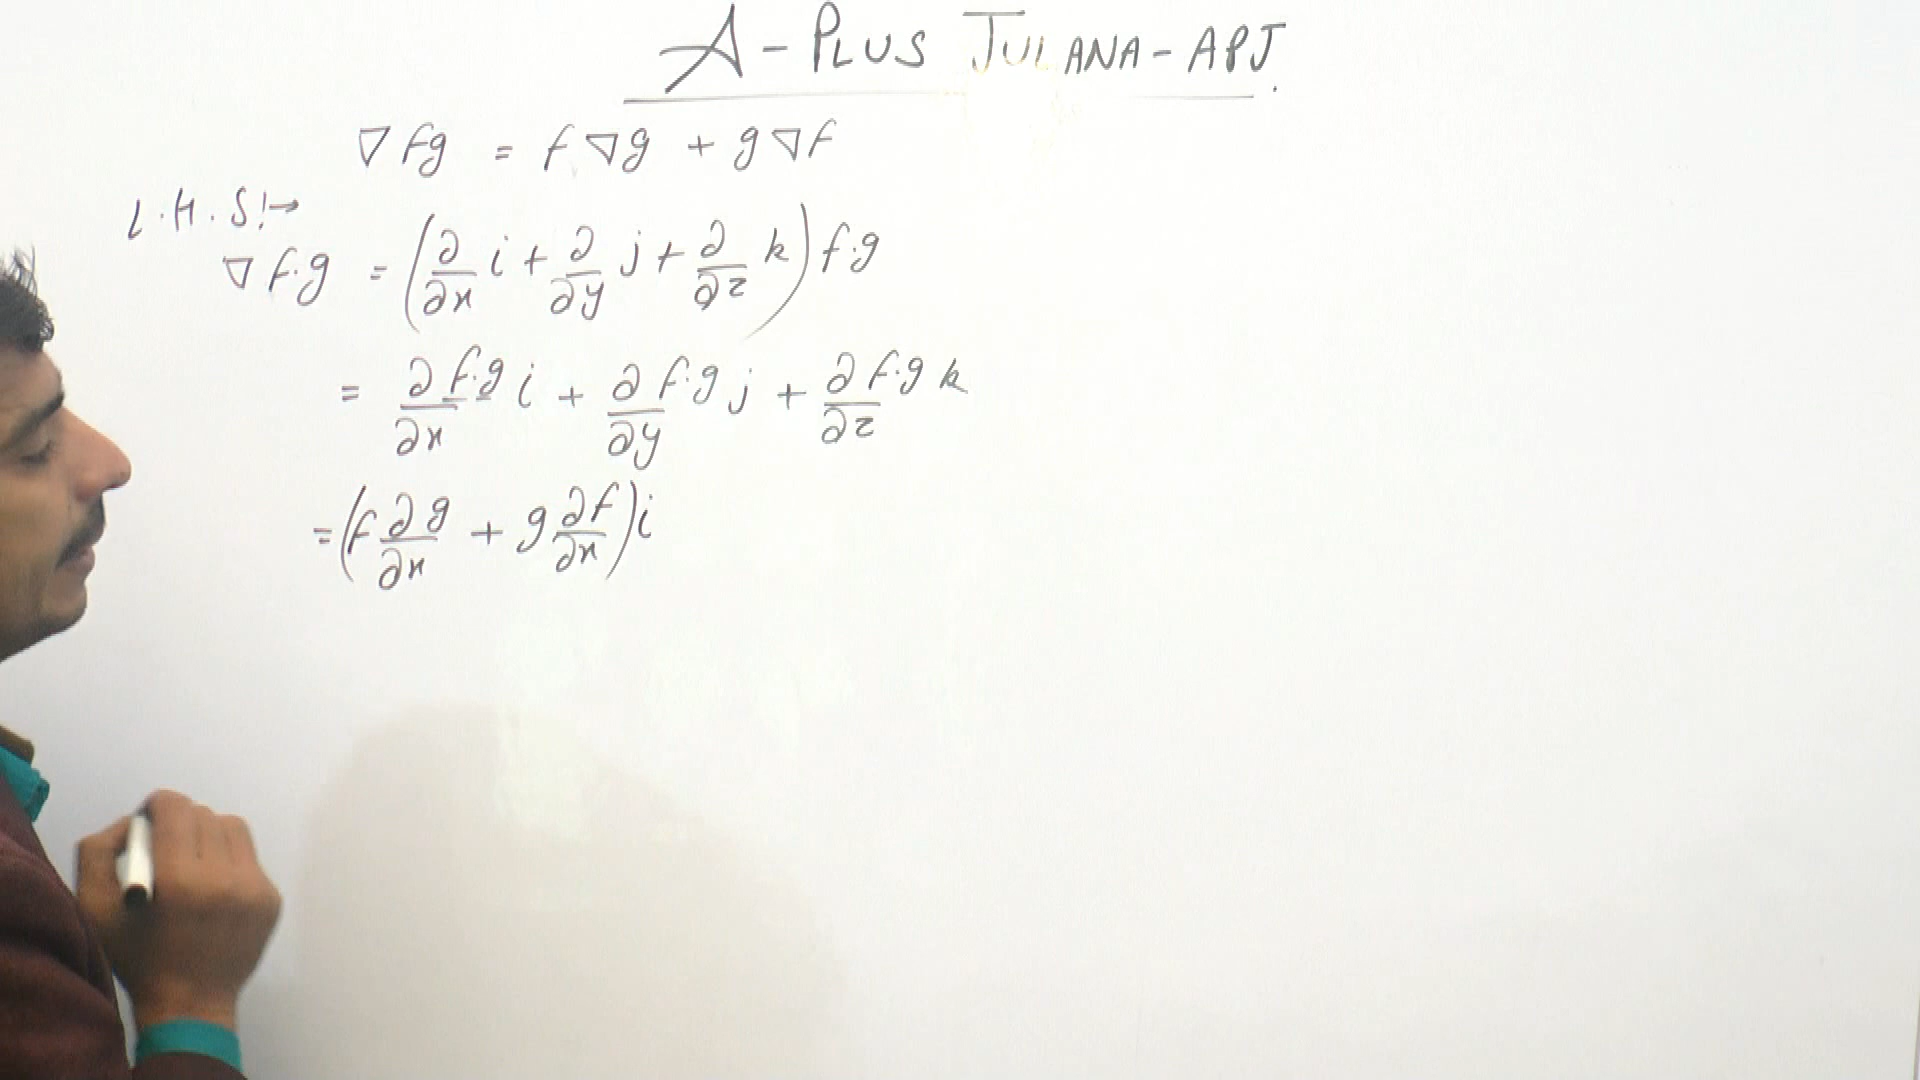 A-PLUS JULANA-APJ.
∇ fg = f ∇g + g ∇f
L.H.S!→
∇ f.g = (∂/∂x i + ∂/∂y j + ∂/∂z k) f.g
= ∂/∂x f.g i + ∂/∂y f.g j + ∂/∂z f.g k
= (f ∂g/∂x + g ∂f/∂x) i